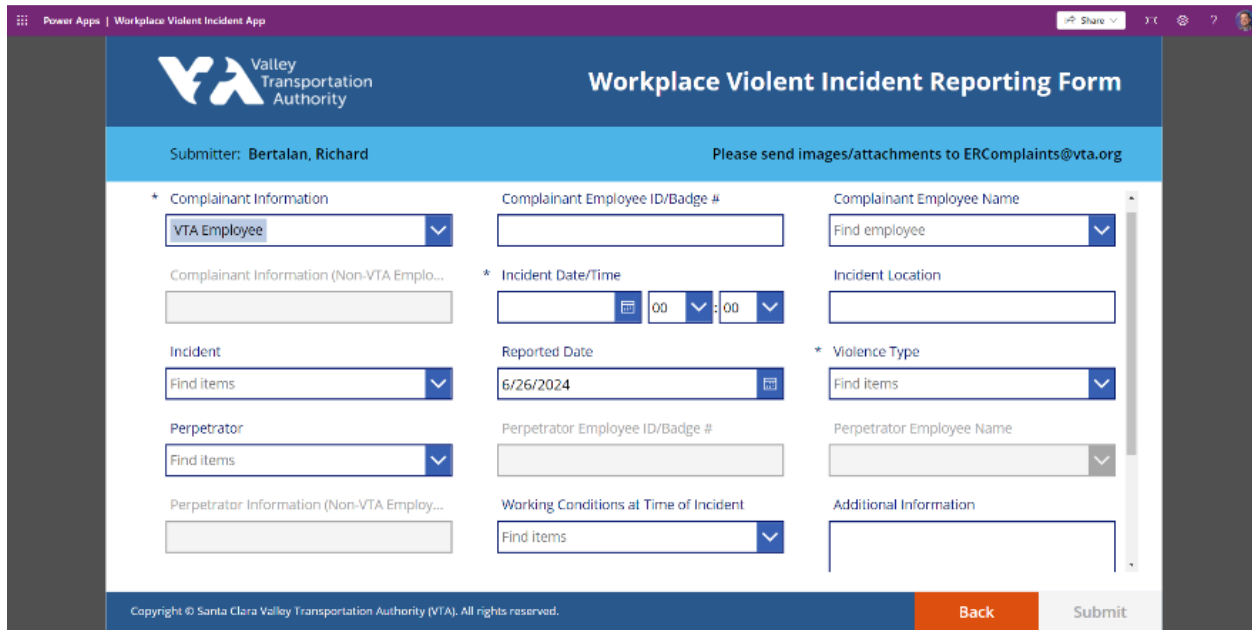 Power Apps | Workplace Violent Incident App
Share
?
Valley
Transportation
Authority
Workplace Violent Incident Reporting Form
Submitter: Bertalan, Richard
Please send images/attachments to ERComplaints@vta.org
* Complainant Information
Complainant Employee ID/Badge #
Complainant Employee Name
VTA Employee
Find employee
Complainant Information (Non-VTA Emplo...
* Incident Date/Time
Incident Location
00 : 00
Incident
Reported Date
* Violence Type
Find items
6/26/2024
Find items
Perpetrator
Perpetrator Employee ID/Badge #
Perpetrator Employee Name
Find items
Perpetrator Information (Non-VTA Employ...
Working Conditions at Time of Incident
Additional Information
Find items
Copyright © Santa Clara Valley Transportation Authority (VTA). All rights reserved.
Back
Submit